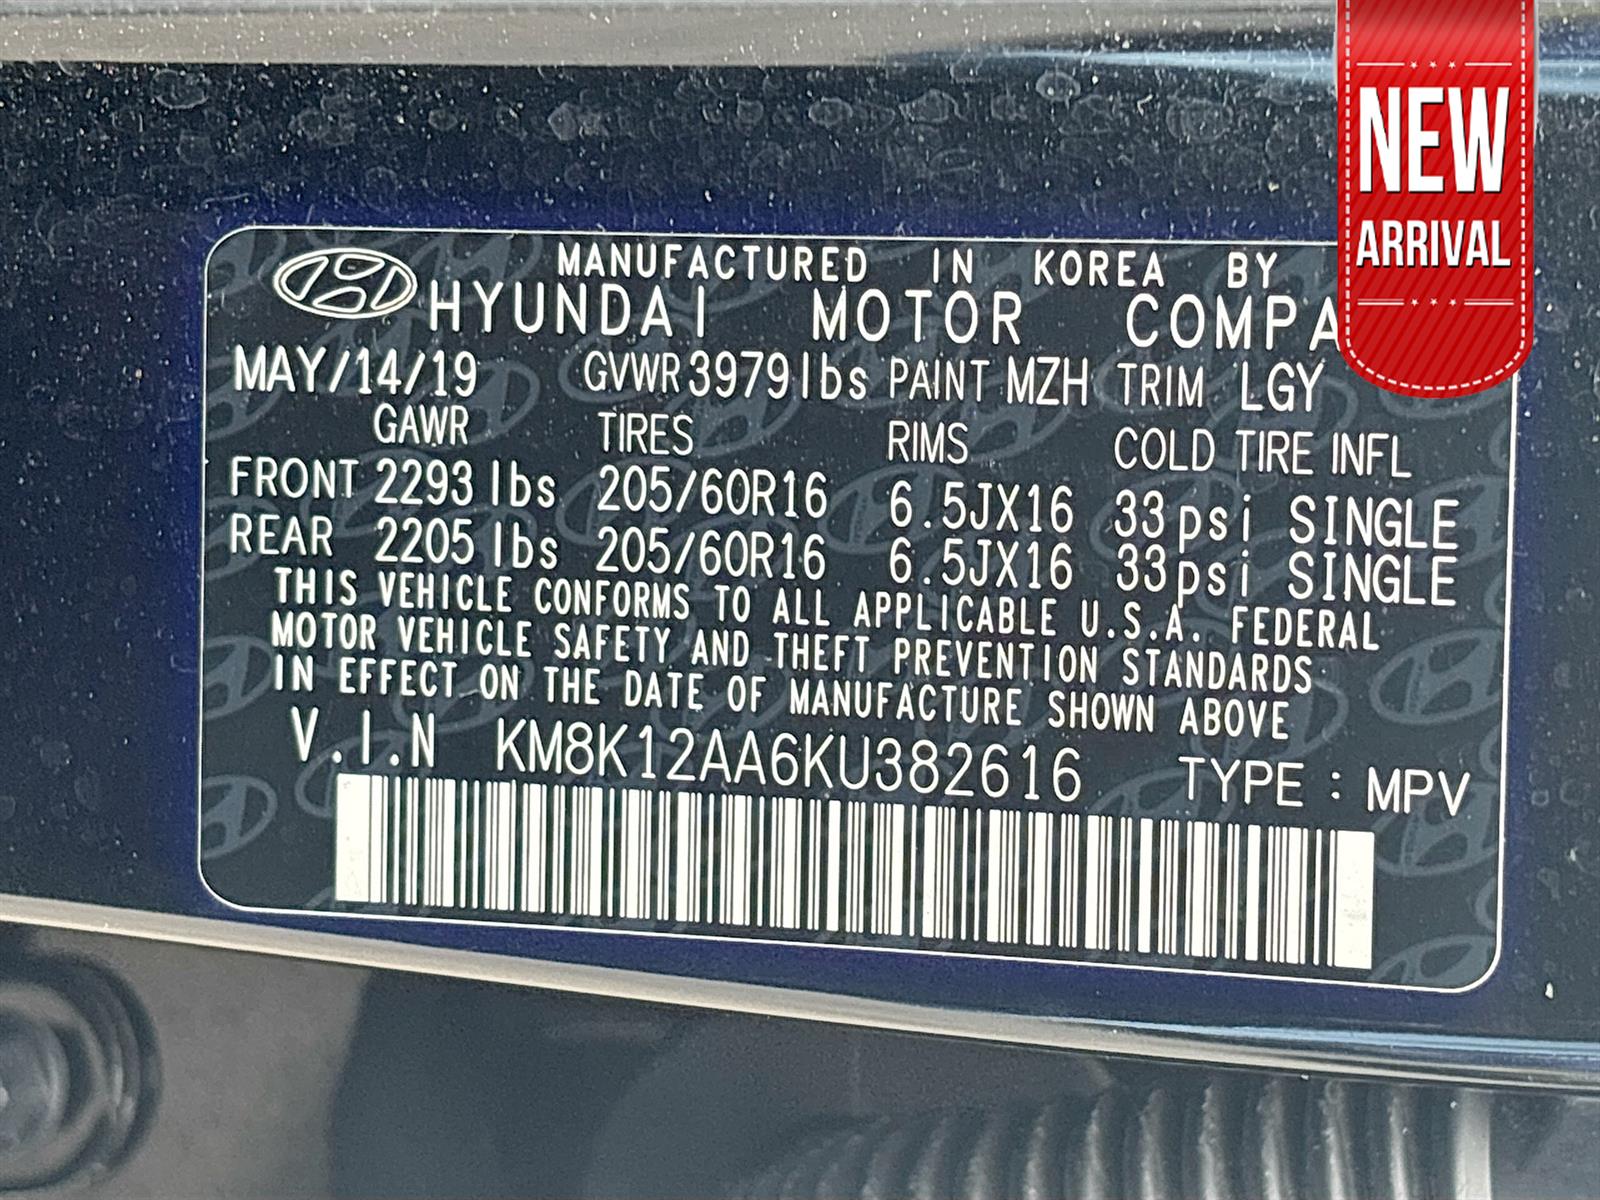 NEW
ARRIVAL
MANUFACTURED IN KOREA BY
HYUNDAI MOTOR COMPA
MAY/14/19 GVWR 3979lbs PAINT MZH TRIM LGY
GAWR TIRES RIMS COLD TIRE INFL
FRONT 2293 lbs 205/60R16 6.5JX16 33psi SINGLE
REAR 2205 lbs 205/60R16 6.5JX16 33psi SINGLE
THIS VEHICLE CONFORMS TO ALL APPLICABLE U.S.A. FEDERAL
MOTOR VEHICLE SAFETY AND THEFT PREVENTION STANDARDS
IN EFFECT ON THE DATE OF MANUFACTURE SHOWN ABOVE
V.I.N KM8K12AA6KU382616 TYPE : MPV